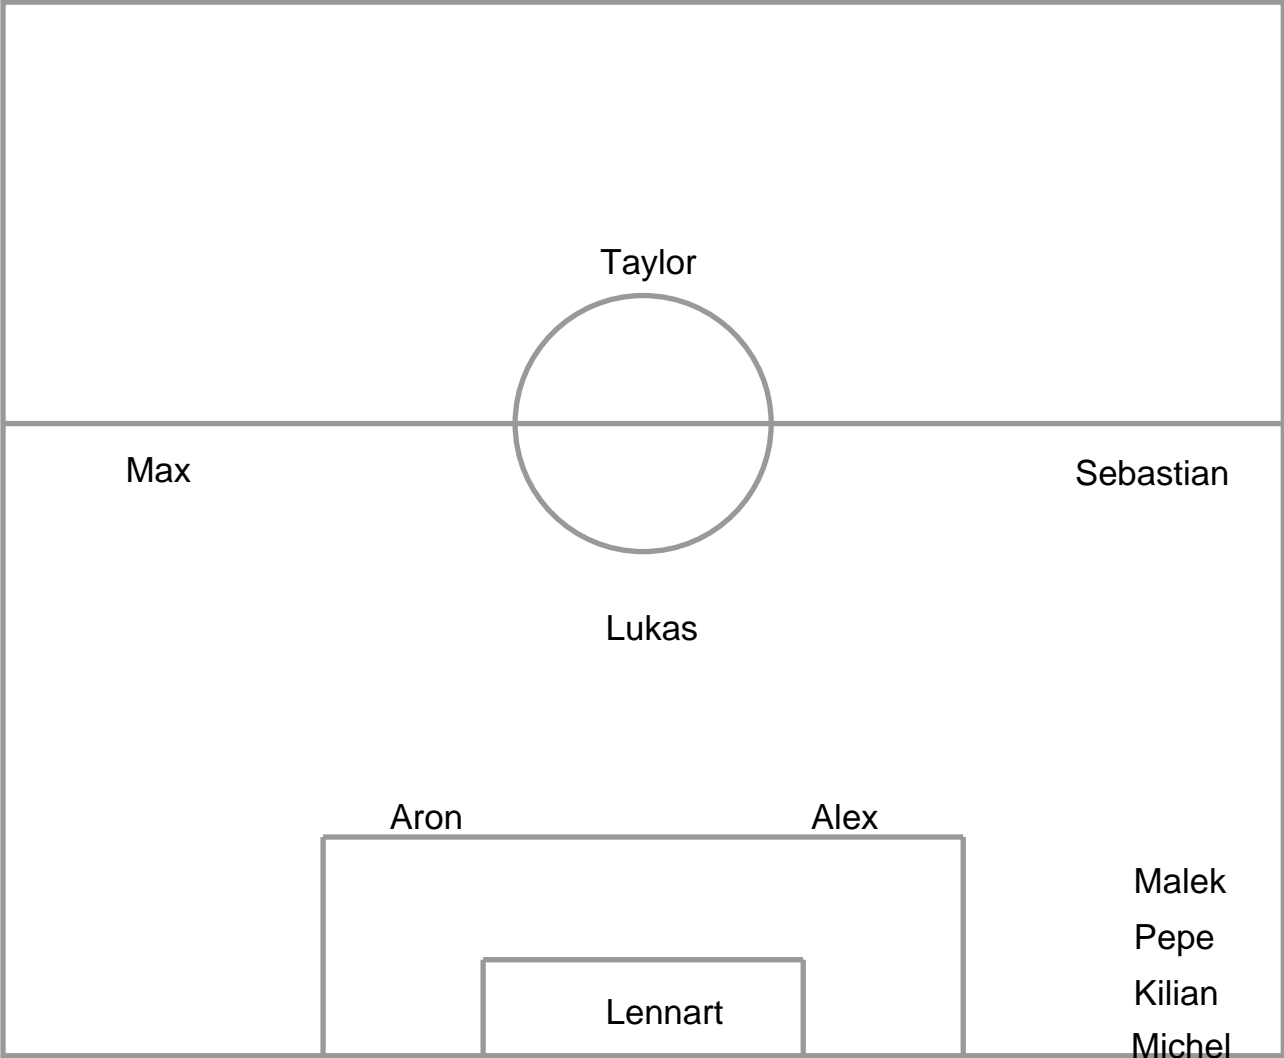 Taylor
Max
Sebastian
Lukas
Aron
Alex
Malek
Pepe
Kilian
Lennart
Michel